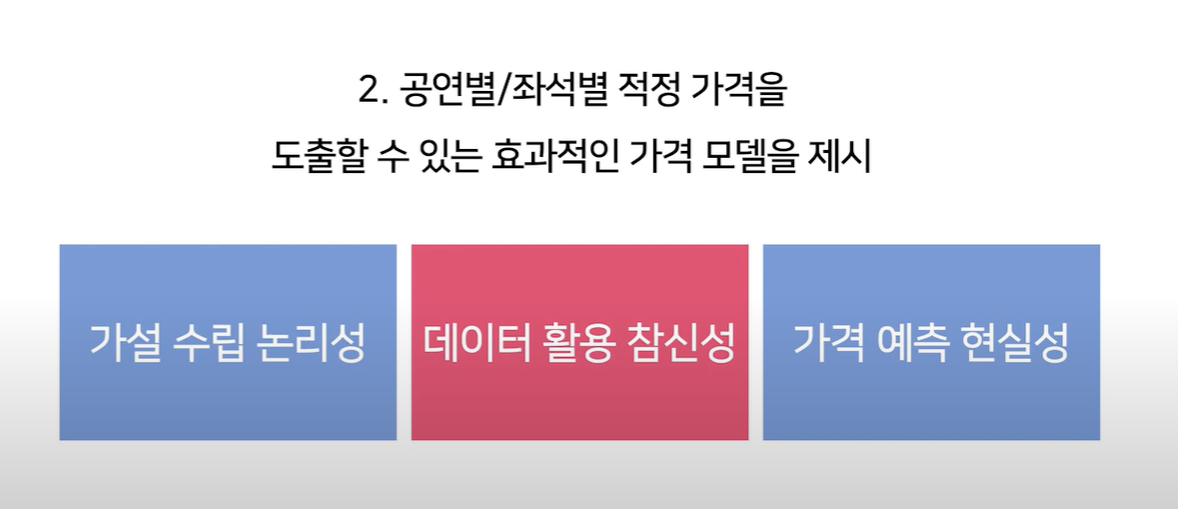 2. 공연별/좌석별 적정 가격을
도출할 수 있는 효과적인 가격 모델을 제시
가설 수립 논리성
데이터 활용 참신성
가격 예측 현실성